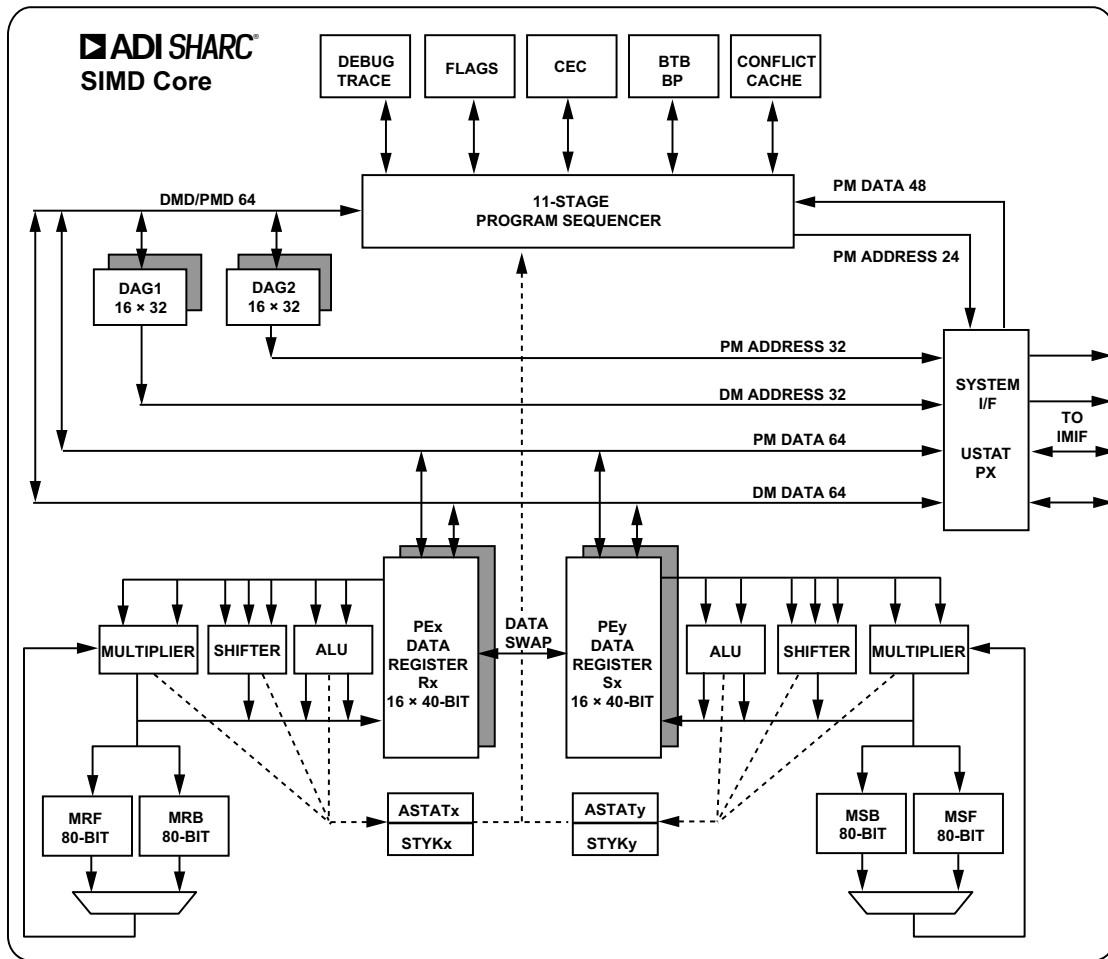 ADI SHARC®
SIMD Core
DEBUG
TRACE
FLAGS
CEC
BTB
BP
CONFLICT
CACHE
DMD/PMD 64
11-STAGE
PROGRAM SEQUENCER
PM DATA 48
PM ADDRESS 24
DAG1
16 × 32
DAG2
16 × 32
PM ADDRESS 32
DM ADDRESS 32
PM DATA 64
DM DATA 64
SYSTEM
I/F
USTAT
PX
TO
IMIF
MULTIPLIER
SHIFTER
ALU
PEx
DATA
REGISTER
Rx
16 × 40-BIT
DATA
SWAP
PEy
DATA
REGISTER
Sx
16 × 40-BIT
ALU
SHIFTER
MULTIPLIER
MRF
80-BIT
MRB
80-BIT
ASTATx
STYKx
ASTATy
STYKy
MSB
80-BIT
MSF
80-BIT